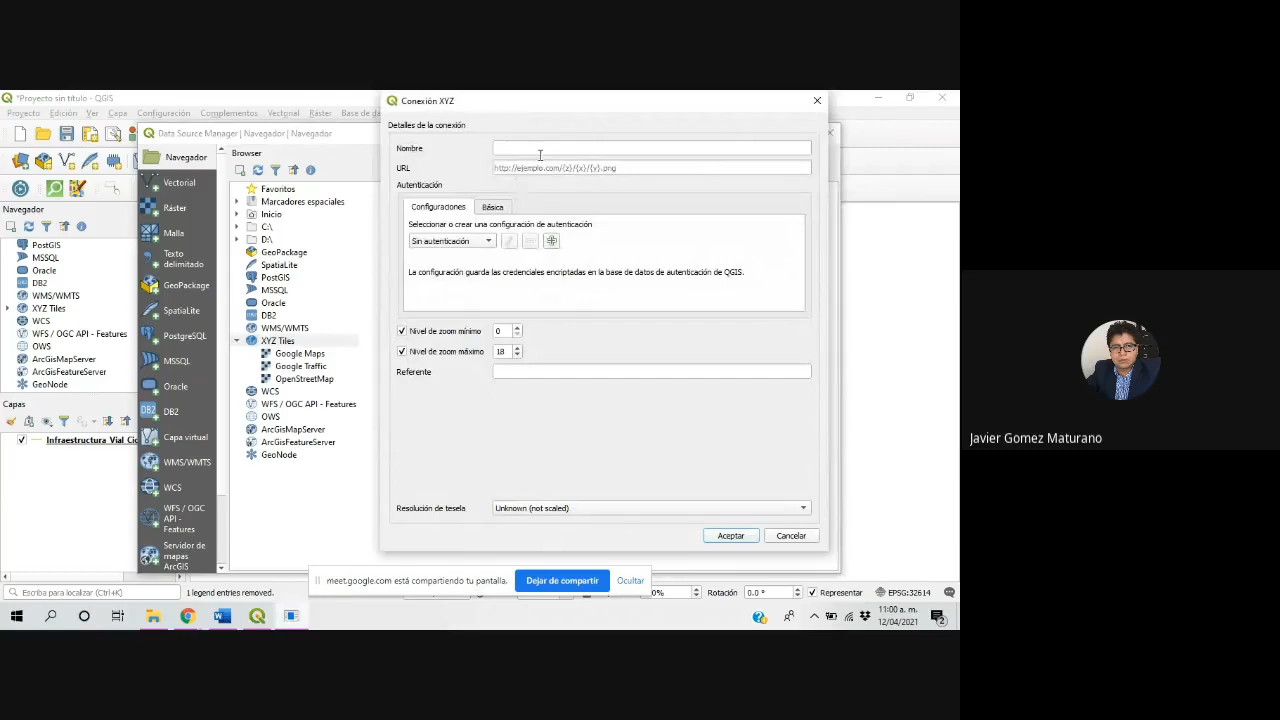 *Proyecto sin título - QGIS
Proyecto Edición Ver Capa Configuración Complementos Vectorial Ráster Base de da
Data Source Manager | Navegador | Navegador
Navegador
PostGIS
MSSQL
Oracle
DB2
WMS/WMTS
XYZ Tiles
WCS
WFS / OGC API - Features
OWS
ArcGisMapServer
ArcGisFeatureServer
GeoNode
Capas
Infraestructura Vial Cic
Navegador
Vectorial
Ráster
Malla
Texto
delimitado
GeoPackage
SpatiaLite
PostgreSQL
MSSQL
Oracle
DB2
DB2
Capa virtual
WMS/WMTS
WCS
WFS / OGC
API -
Features
Servidor de
mapas
ArcGIS
Browser
Favoritos
Marcadores espaciales
Inicio
C:\
D:\
GeoPackage
SpatiaLite
PostGIS
MSSQL
Oracle
DB2
WMS/WMTS
XYZ Tiles
Google Maps
Google Traffic
OpenStreetMap
WCS
WFS / OGC API - Features
OWS
ArcGisMapServer
ArcGisFeatureServer
GeoNode
Conexión XYZ
Detalles de la conexión
Nombre
URL http://ejemplo.com/{z}/{x}/{y}.png
Autenticación
Configuraciones Básica
Seleccionar o crear una configuración de autenticación
Sin autenticación
La configuración guarda las credenciales encriptadas en la base de datos de autenticación de QGIS.
Nivel de zoom mínimo 0
Nivel de zoom máximo 18
Referente
Resolución de tesela Unknown (not scaled)
Aceptar Cancelar
meet.google.com está compartiendo tu pantalla. Dejar de compartir Ocultar
Escriba para localizar (Ctrl+K) 1 legend entries removed. 0% Rotación 0.0 ° Representar EPSG:32614
11:00 a. m.
12/04/2021
2
Javier Gomez Maturano